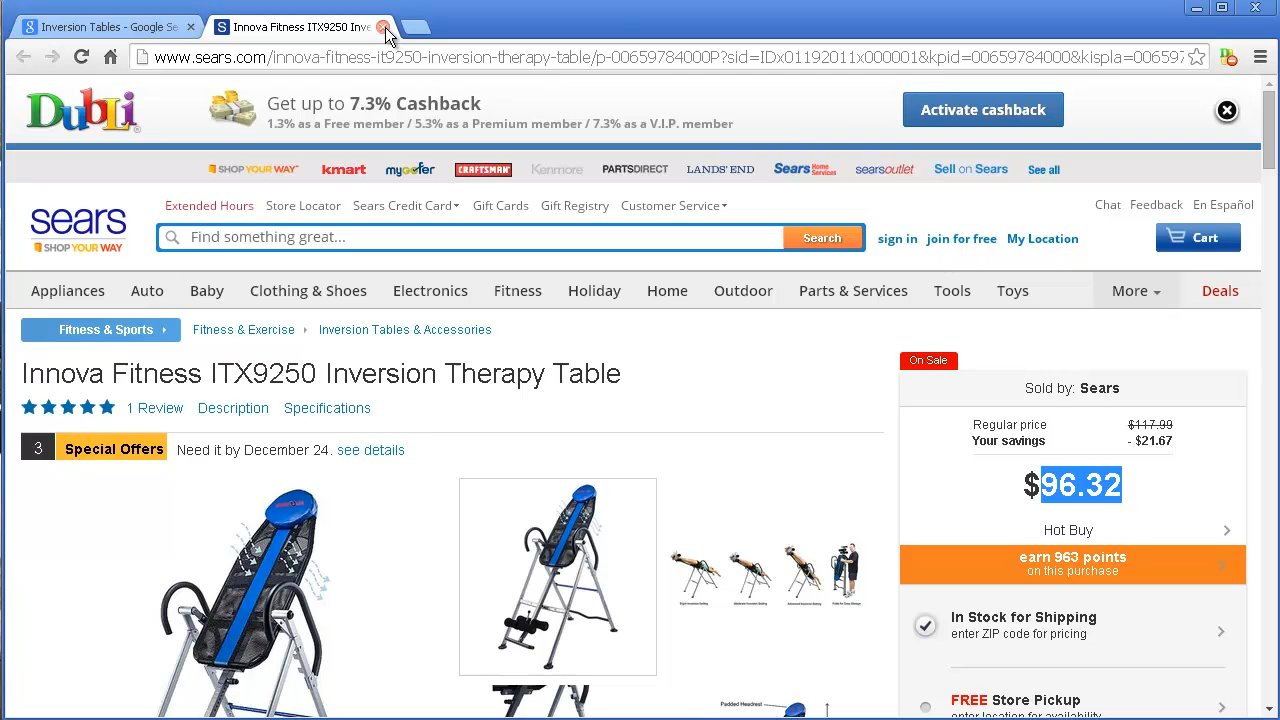 Inversion Tables - Google Se
Innova Fitness ITX9250 Inve
www.sears.com/innova-fitness-it9250-inversion-therapy-table/p-00659784000P?sid=IDx01192011x000001&kpid=00659784000&kispla=006597
DubLi
Get up to 7.3% Cashback
1.3% as a Free member / 5.3% as a Premium member / 7.3% as a V.I.P. member
Activate cashback
SHOP YOUR WAY kmart mygofer CRAFTSMAN Kenmore PARTSDIRECT LANDS' END Sears Home Services searsoutlet Sell on Sears See all
Extended Hours Store Locator Sears Credit Card Gift Cards Gift Registry Customer Service
Chat Feedback En Español
sears
SHOP YOUR WAY
Find something great...
Search
sign in join for free My Location
Cart
Appliances Auto Baby Clothing & Shoes Electronics Fitness Holiday Home Outdoor Parts & Services Tools Toys More Deals
Fitness & Sports Fitness & Exercise Inversion Tables & Accessories
Innova Fitness ITX9250 Inversion Therapy Table
1 Review Description Specifications
3 Special Offers Need it by December 24. see details
On Sale
Sold by: Sears
Regular price $117.99
Your savings - $21.67
$96.32
Hot Buy
earn 963 points
on this purchase
In Stock for Shipping
enter ZIP code for pricing
FREE Store Pickup
enter location for availability
Padded Headrest